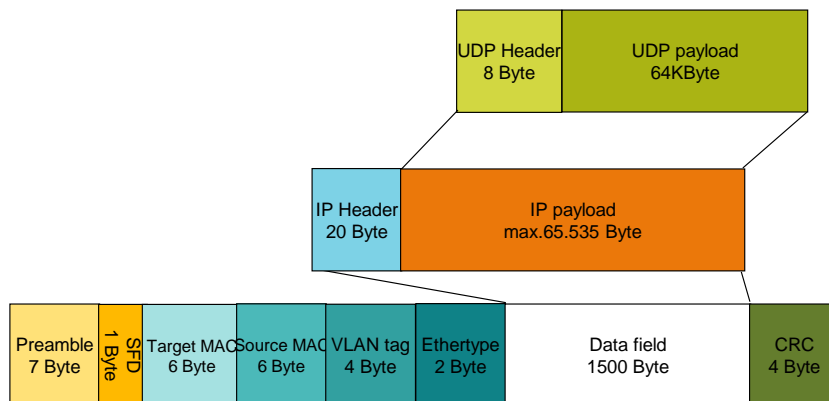 UDP Header
8 Byte
UDP payload
64KByte
IP Header
20 Byte
IP payload
max.65.535 Byte
Preamble
7 Byte
SFD
1 Byte
Target MAC
6 Byte
Source MAC
6 Byte
VLAN tag
4 Byte
Ethertype
2 Byte
Data field
1500 Byte
CRC
4 Byte